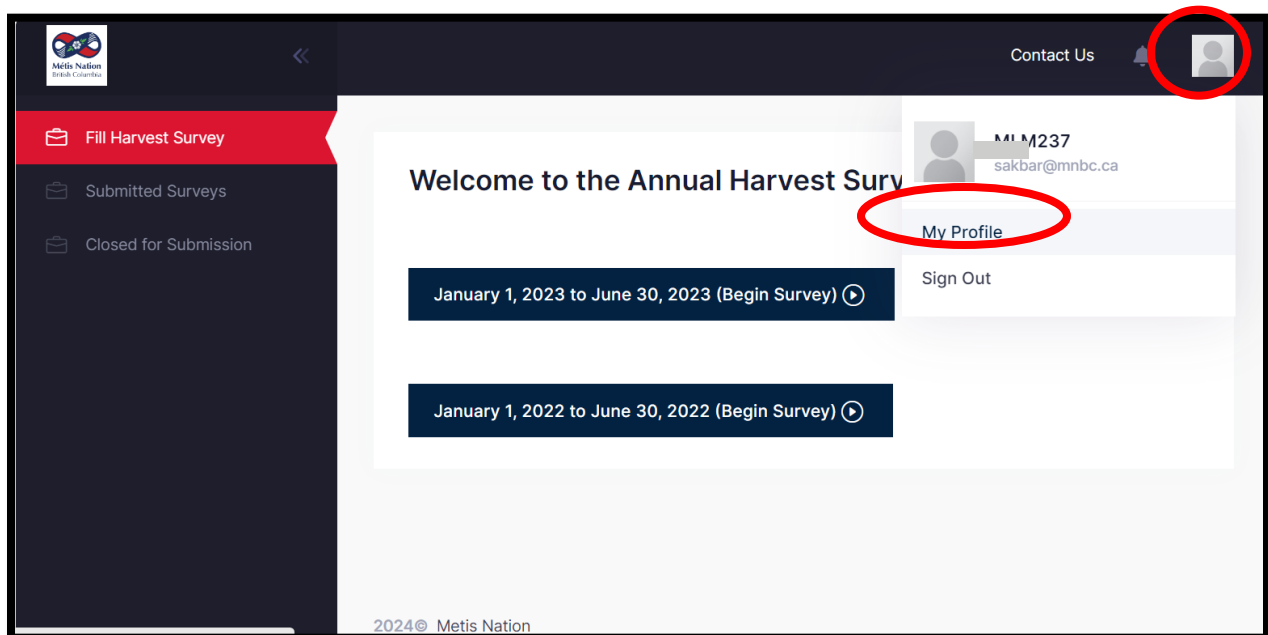 Métis Nation
British Columbia
Contact Us
Fill Harvest Survey
Submitted Surveys
Closed for Submission
Welcome to the Annual Harvest Surv
237
sakbar@mnbc.ca
My Profile
Sign Out
January 1, 2023 to June 30, 2023 (Begin Survey)
January 1, 2022 to June 30, 2022 (Begin Survey)
2024© Metis Nation